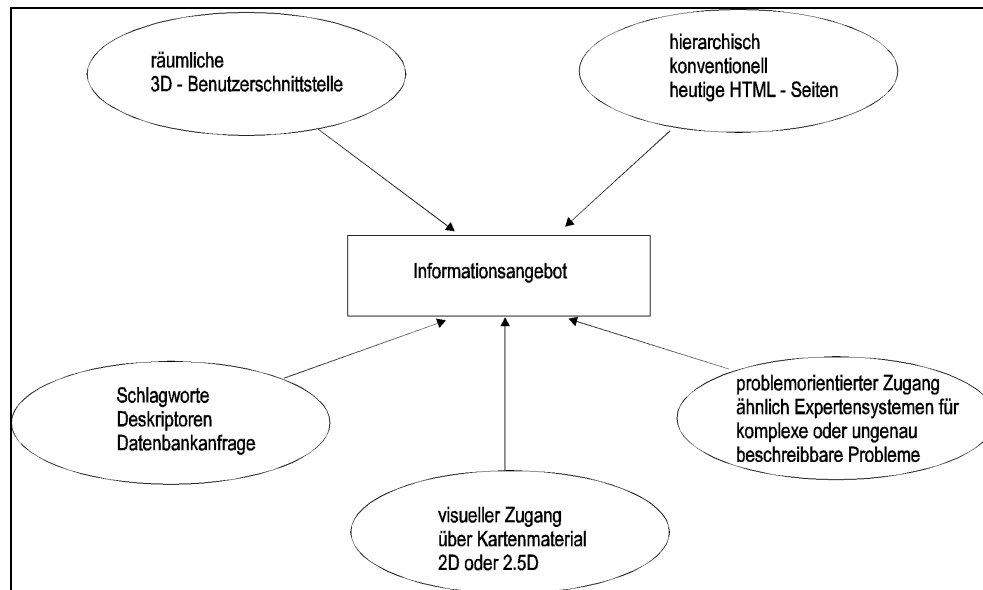 räumliche
3D - Benutzerschnittstelle
hierarchisch
konventionell
heutige HTML - Seiten
Informationsangebot
Schlagworte
Deskriptoren
Datenbankanfrage
visueller Zugang
über Kartenmaterial
2D oder 2.5D
problemorientierter Zugang
ähnlich Expertensystemen für
komplexe oder ungenau
beschreibbare Probleme